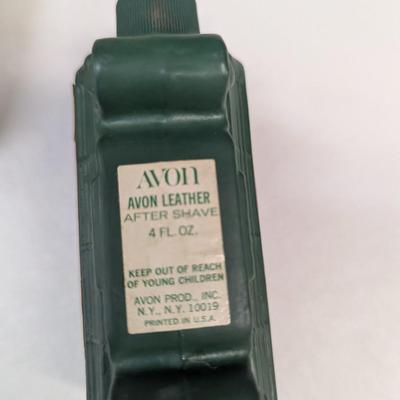 AVON
AVON LEATHER
AFTER SHAVE
4 FL. OZ.
KEEP OUT OF REACH
OF YOUNG CHILDREN
AVON PROD., INC.
N.Y., N.Y. 10019
PRINTED IN U.S.A.